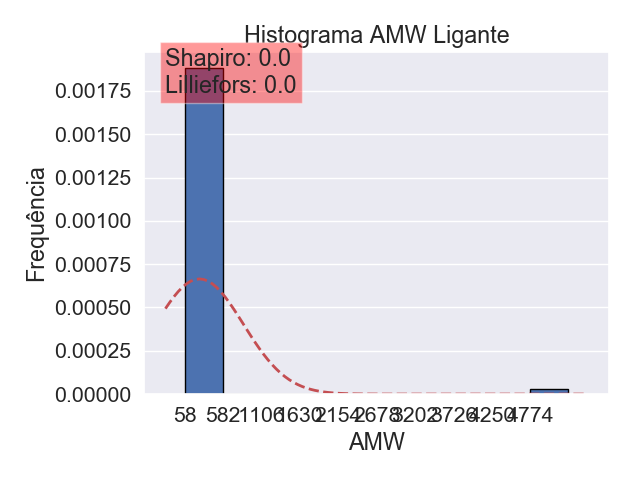 Histograma AMW Ligante
Shapiro: 0.0
Lilliefors: 0.0
0.00175
0.00150
0.00125
0.00100
0.00075
0.00050
0.00025
0.00000
Frequência
58 582 1106 1630 2154 2678 3202 3726 4250 4774
AMW